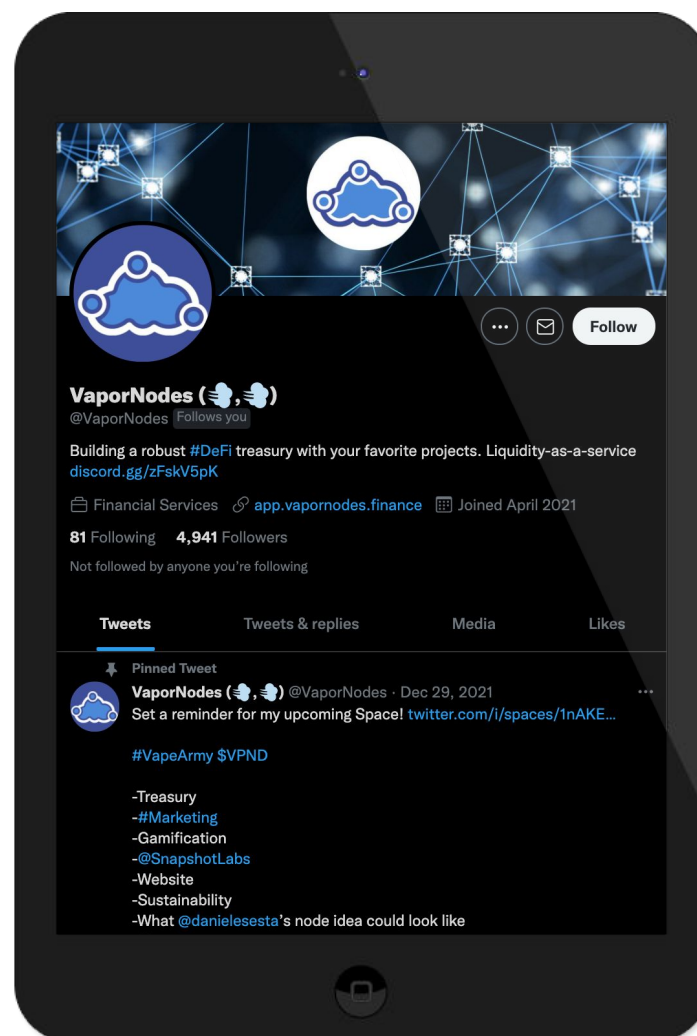 Follow
VaporNodes (💨,💨)
@VaporNodes Follows you
Building a robust #DeFi treasury with your favorite projects. Liquidity-as-a-service
discord.gg/zFskV5pK
Financial Services app.vapornodes.finance Joined April 2021
81 Following 4,941 Followers
Not followed by anyone you're following
Tweets Tweets & replies Media Likes
Pinned Tweet
VaporNodes (💨,💨) @VaporNodes · Dec 29, 2021
Set a reminder for my upcoming Space! twitter.com/i/spaces/1nAKE...
#VapeArmy $VPND
-Treasury
-#Marketing
-Gamification
-@SnapshotLabs
-Website
-Sustainability
-What @danielesesta's node idea could look like